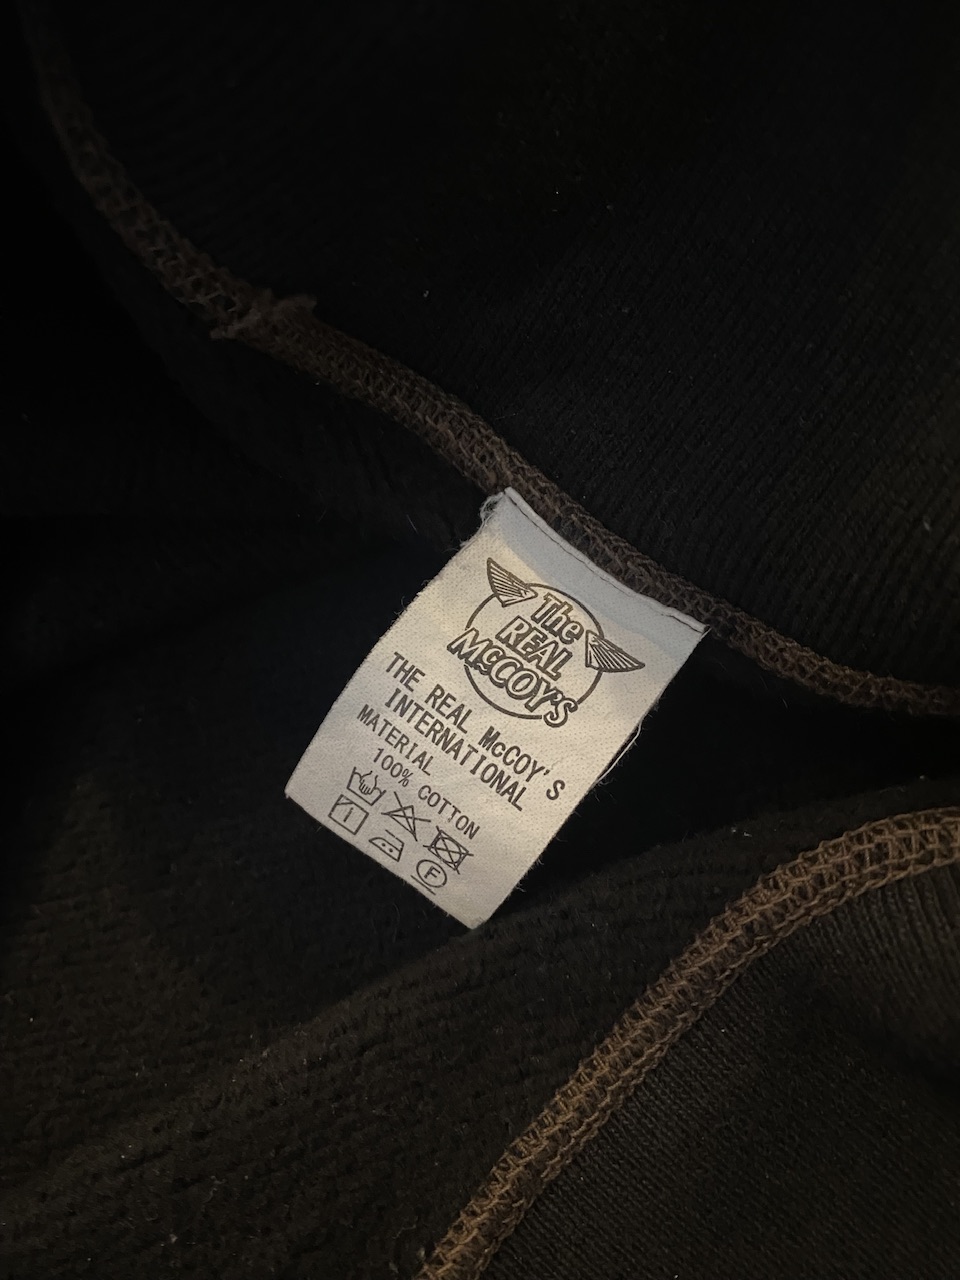 The
REAL
McCOY'S
THE REAL McCOY'S
INTERNATIONAL
MATERIAL
100% COTTON
F